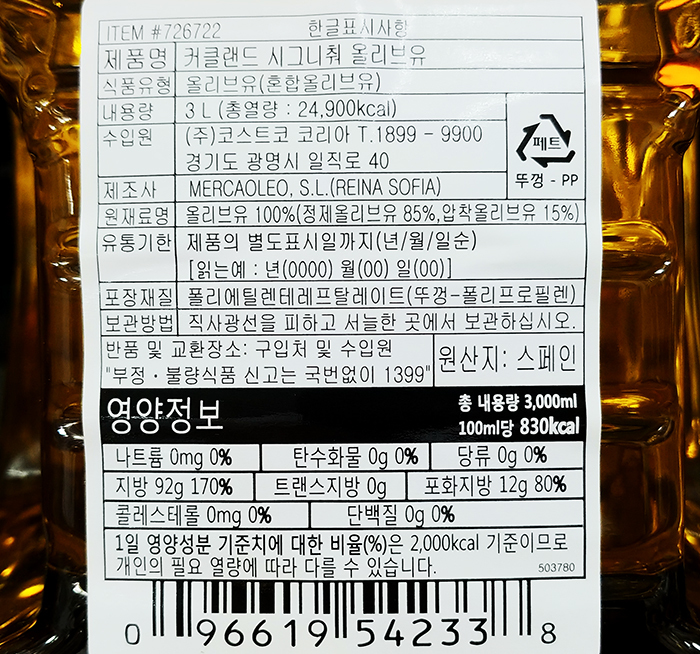 ITEM #726722 한글표시사항
제품명 커클랜드 시그니춰 올리브유
식품유형 올리브유(혼합올리브유)
내용량 3 L (총열량 : 24,900kcal)
수입원 (주)코스트코 코리아 T.1899 - 9900
경기도 광명시 일직로 40
페트
뚜껑 - PP
제조사 MERCAOLEO, S.L.(REINA SOFIA)
원재료명 올리브유 100%(정제올리브유 85%,압착올리브유 15%)
유통기한 제품의 별도표시일까지(년/월/일순)
[읽는예 : 년(0000) 월(00) 일(00)]
포장재질 폴리에틸렌테레프탈레이트(뚜껑-폴리프로필렌)
보관방법 직사광선을 피하고 서늘한 곳에서 보관하십시오.
반품 및 교환장소: 구입처 및 수입원
"부정·불량식품 신고는 국번없이 1399"
원산지: 스페인
영양정보
총 내용량 3,000ml
100ml당 830kcal
나트륨 0mg 0% 탄수화물 0g 0% 당류 0g 0%
지방 92g 170% 트랜스지방 0g 포화지방 12g 80%
콜레스테롤 0mg 0% 단백질 0g 0%
1일 영양성분 기준치에 대한 비율(%)은 2,000kcal 기준이므로
개인의 필요 열량에 따라 다를 수 있습니다. 503780
0 96619 54233 8